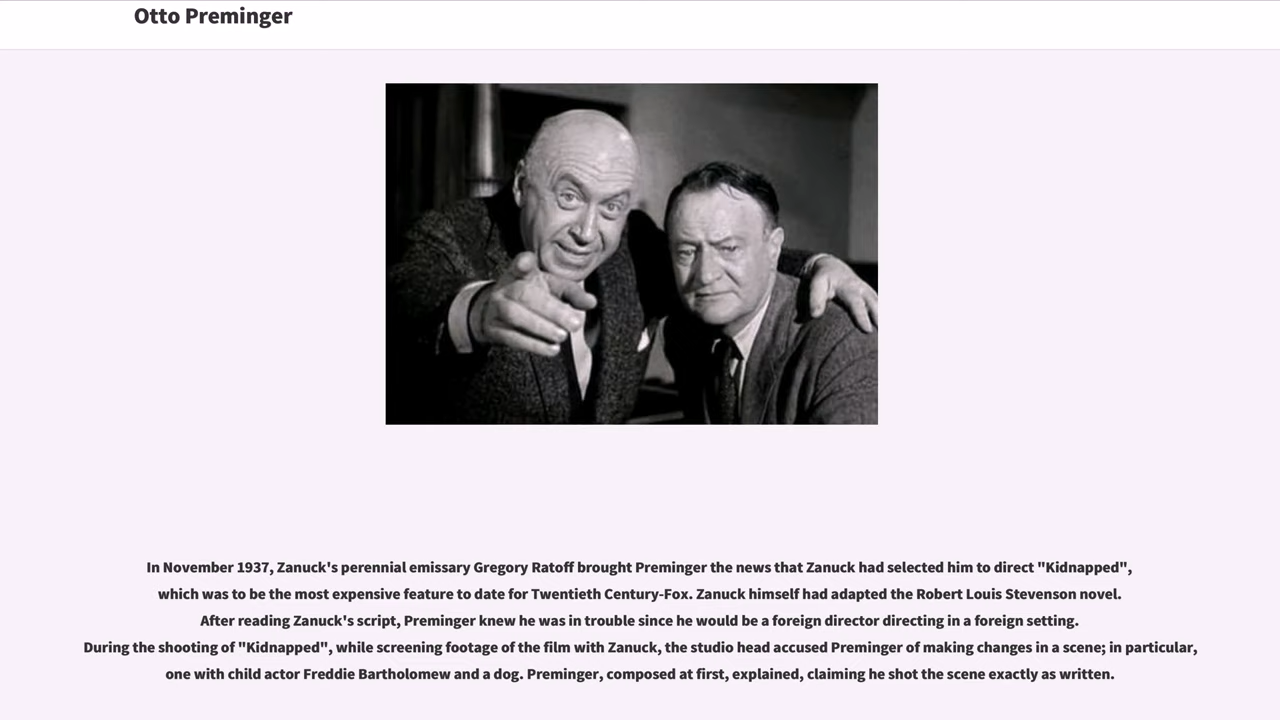 Otto Preminger
In November 1937, Zanuck's perennial emissary Gregory Ratoff brought Preminger the news that Zanuck had selected him to direct "Kidnapped",
which was to be the most expensive feature to date for Twentieth Century-Fox. Zanuck himself had adapted the Robert Louis Stevenson novel.
After reading Zanuck's script, Preminger knew he was in trouble since he would be a foreign director directing in a foreign setting.
During the shooting of "Kidnapped", while screening footage of the film with Zanuck, the studio head accused Preminger of making changes in a scene; in particular,
one with child actor Freddie Bartholomew and a dog. Preminger, composed at first, explained, claiming he shot the scene exactly as written.